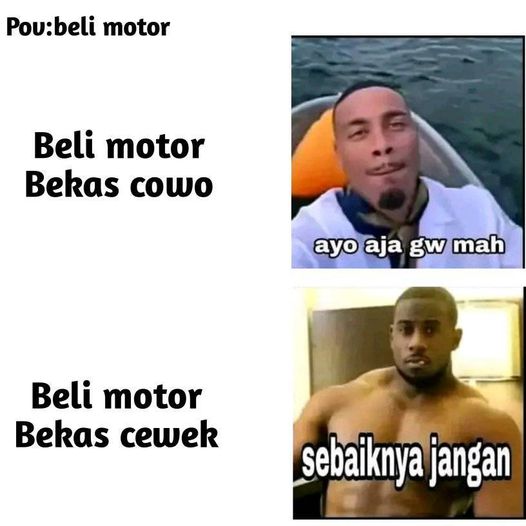 Pov:beli motor
Beli motor
Bekas cowo
ayo aja gw mah
Beli motor
Bekas cewek
sebaiknya jangan